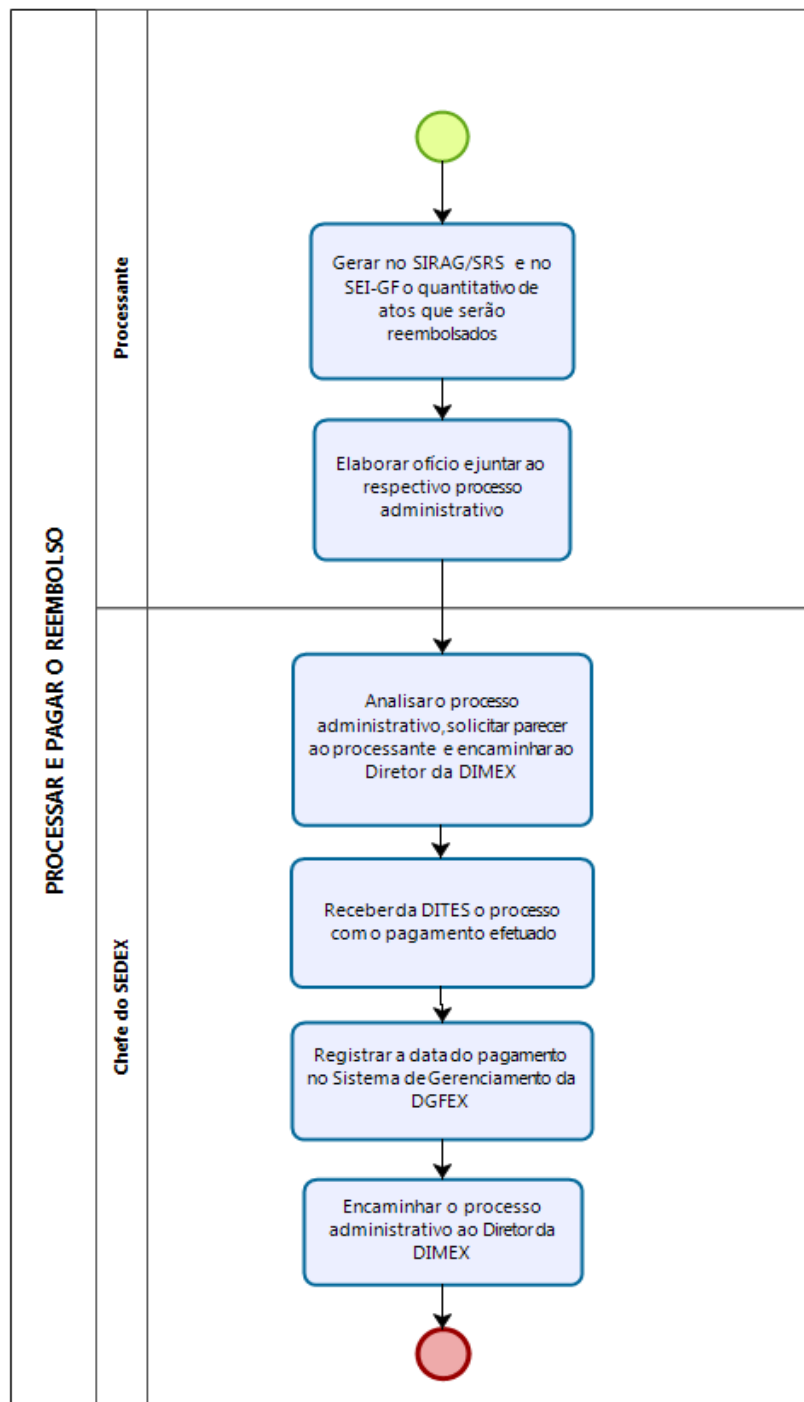 PROCESSAR E PAGAR O REEMBOLSO
Processante
Gerar no SIRAG/SRS e no
SEI-GF o quantitativo de
atos que serão
reembolsados
Elaborar ofício e juntar ao
respectivo processo
administrativo
Chefe do SEDEX
Analisar o processo
administrativo, solicitar parecer
ao processante e encaminhar ao
Diretor da DIMEX
Receber da DITES o processo
com o pagamento efetuado
Registrar a data do pagamento
no Sistema de Gerenciamento da
DGFEX
Encaminhar o processo
administrativo ao Diretor da
DIMEX